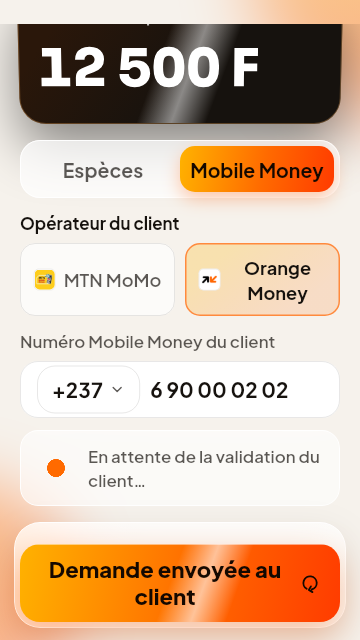 12 500 F
Espèces
Mobile Money
Opérateur du client
MTN MoMo
Orange
Money
Numéro Mobile Money du client
+237
6 90 00 02 02
En attente de la validation du
client…
Demande envoyée au
client